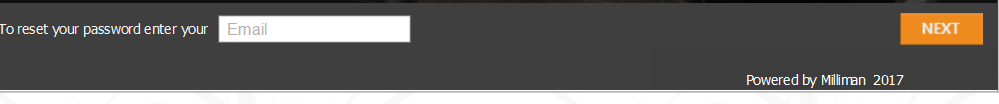 To reset your password enter your Email NEXT
Powered by Milliman 2017